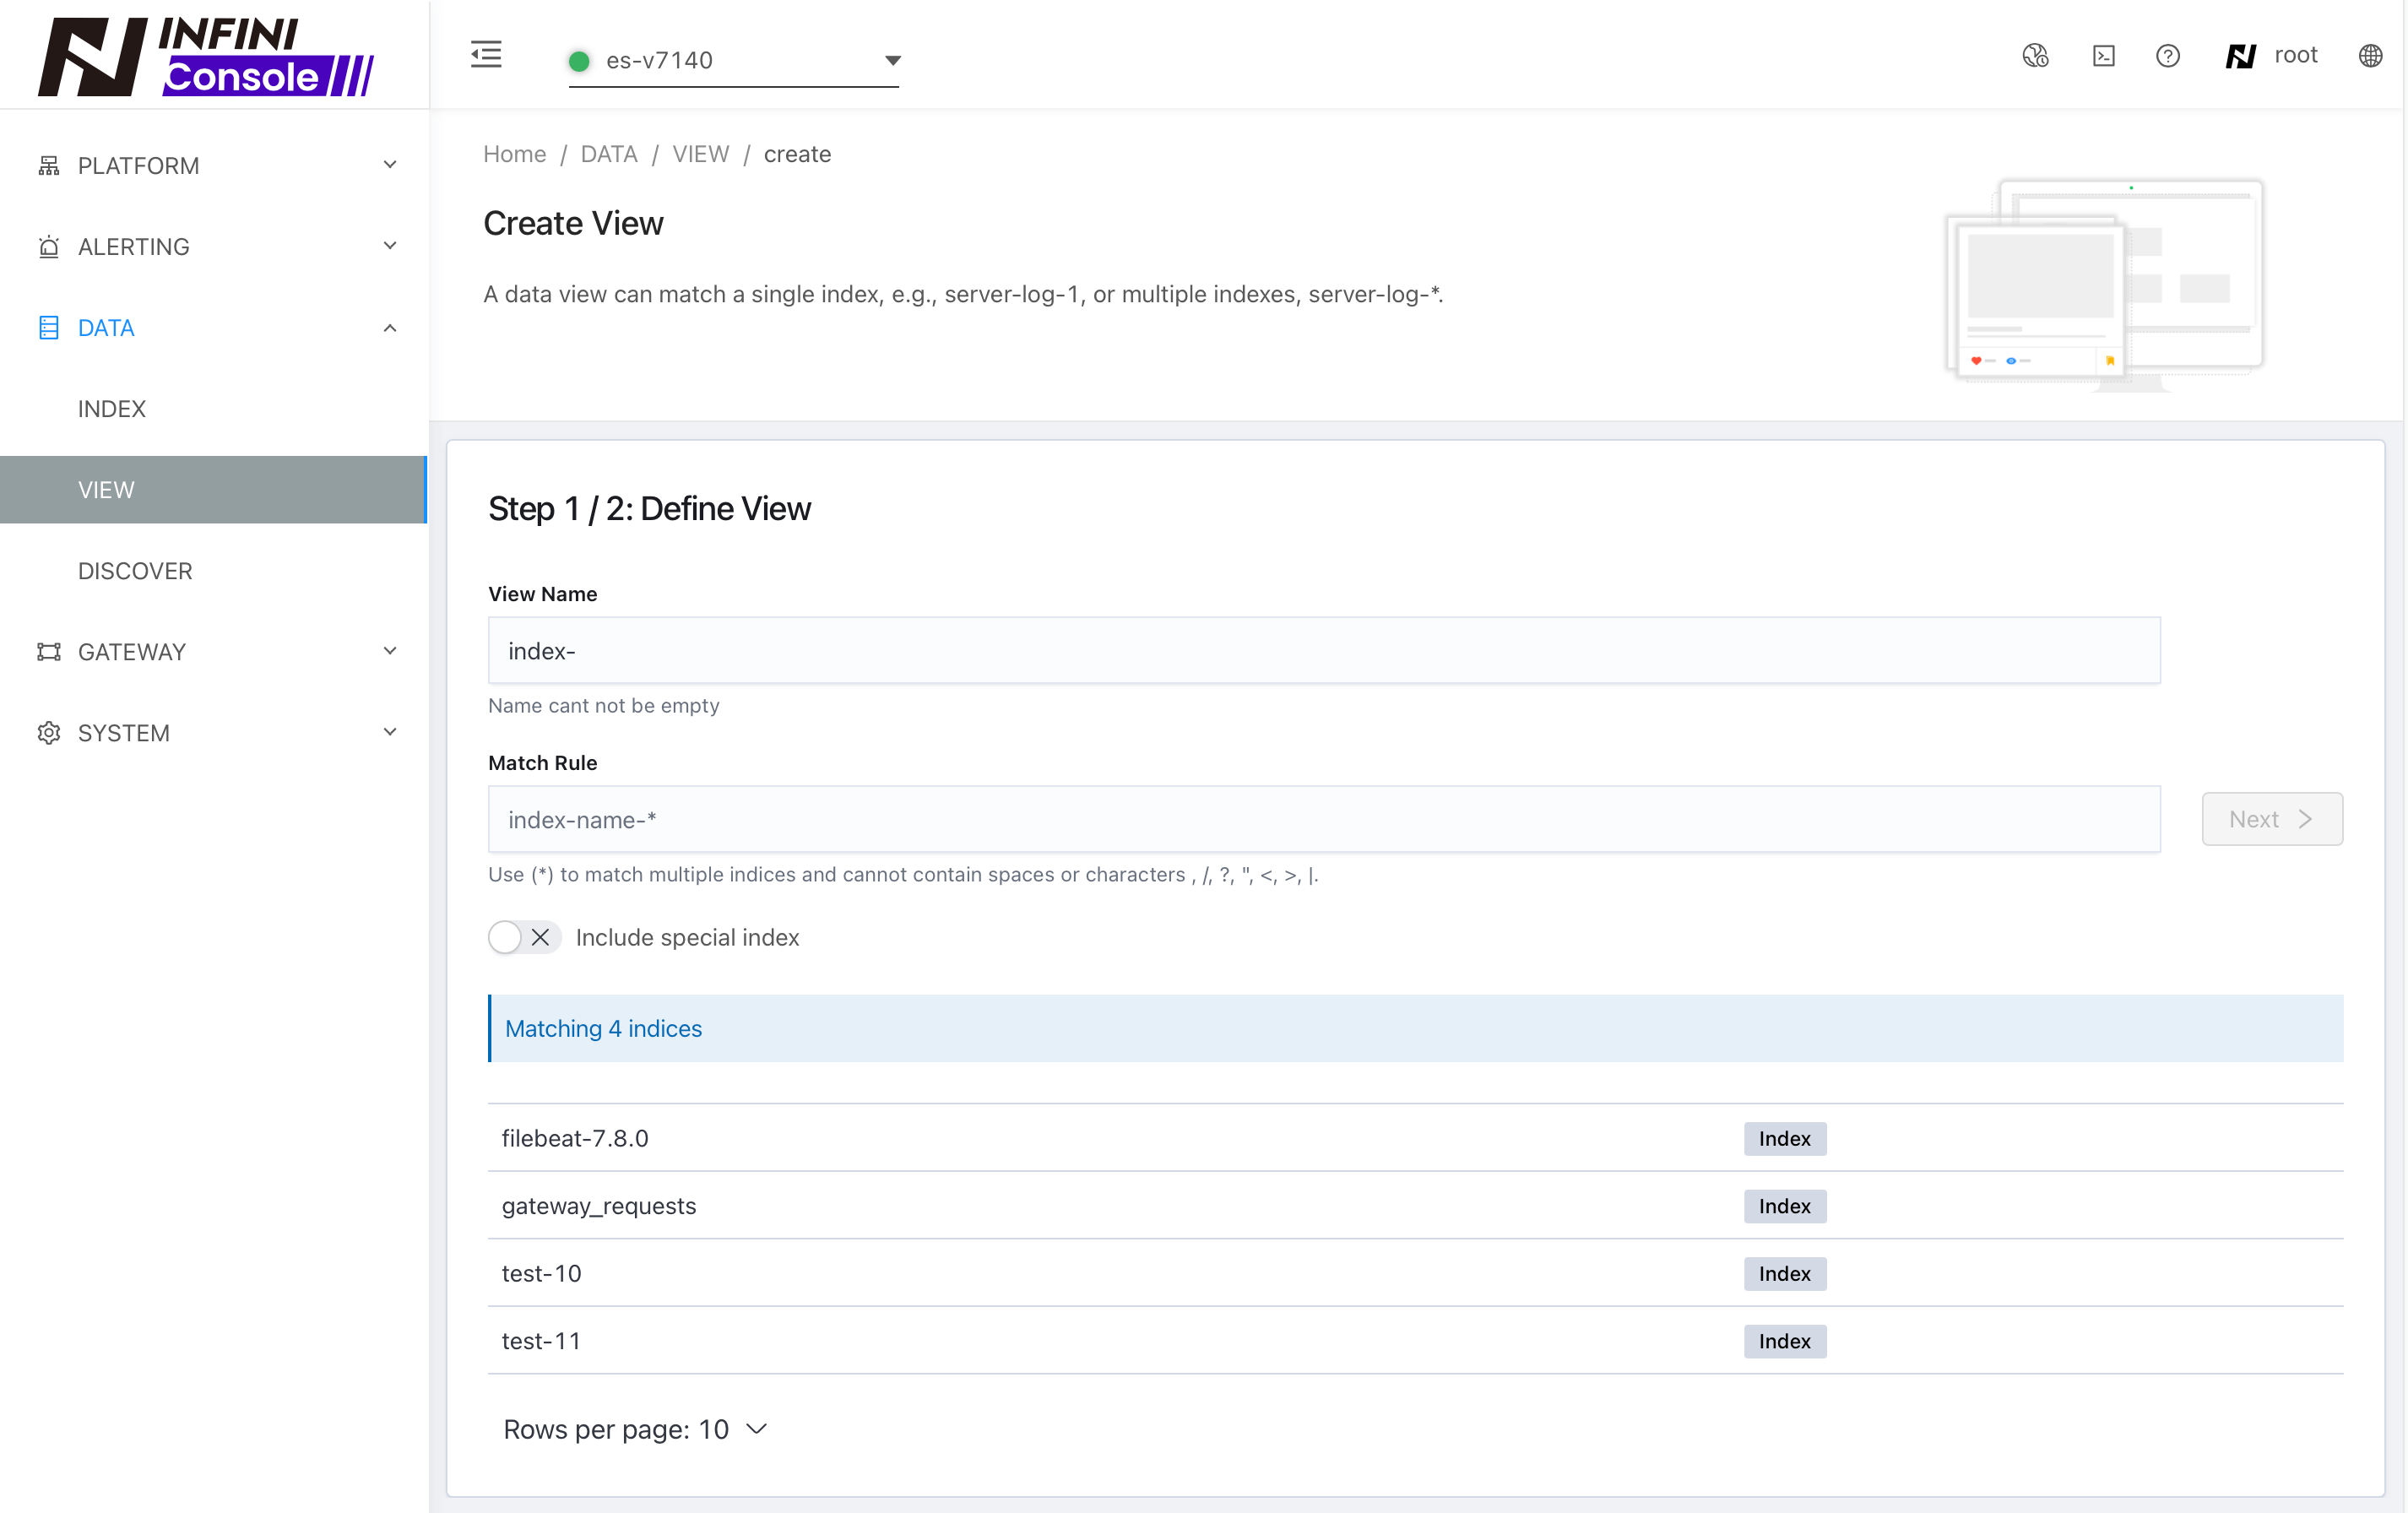 INFINI
Console
es-v7140
root
PLATFORM
ALERTING
DATA
INDEX
VIEW
DISCOVER
GATEWAY
SYSTEM
Home / DATA / VIEW / create
Create View
A data view can match a single index, e.g., server-log-1, or multiple indexes, server-log-*.
Step 1 / 2: Define View
View Name
index-
Name cant not be empty
Match Rule
index-name-*
Next
Use (*) to match multiple indices and cannot contain spaces or characters , /, ?, ", <, >, |.
Include special index
Matching 4 indices
filebeat-7.8.0 Index
gateway_requests Index
test-10 Index
test-11 Index
Rows per page: 10